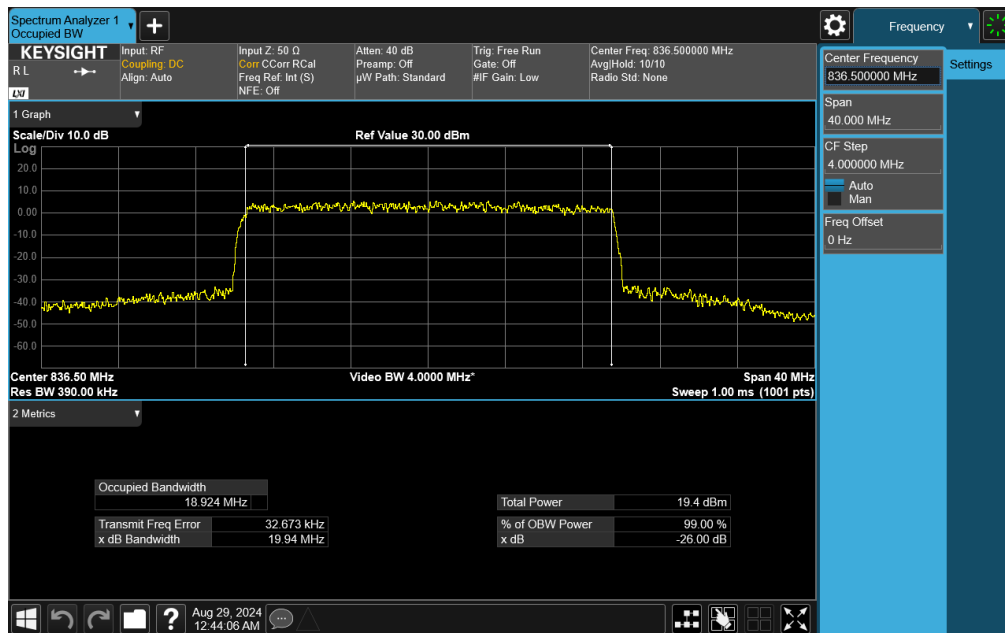 Spectrum Analyzer 1
Occupied BW
+
Frequency
KEYSIGHT
R L
LXI
Input: RF
Coupling: DC
Align: Auto
Input Z: 50 Ω
Corr CCorr RCal
Freq Ref: Int (S)
NFE: Off
Atten: 40 dB
Preamp: Off
µW Path: Standard
Trig: Free Run
Gate: Off
#IF Gain: Low
Center Freq: 836.500000 MHz
Avg|Hold: 10/10
Radio Std: None
Center Frequency
836.500000 MHz
Settings
Span
40.000 MHz
CF Step
4.000000 MHz
Auto
Man
Freq Offset
0 Hz
1 Graph
Scale/Div 10.0 dB
Ref Value 30.00 dBm
Log
20.0
10.0
0.00
-10.0
-20.0
-30.0
-40.0
-50.0
-60.0
Center 836.50 MHz
Video BW 4.0000 MHz*
Span 40 MHz
Res BW 390.00 kHz
Sweep 1.00 ms (1001 pts)
2 Metrics
Occupied Bandwidth
18.924 MHz
Total Power 19.4 dBm
Transmit Freq Error 32.673 kHz
% of OBW Power 99.00 %
x dB Bandwidth 19.94 MHz
x dB -26.00 dB
?
Aug 29, 2024
12:44:06 AM